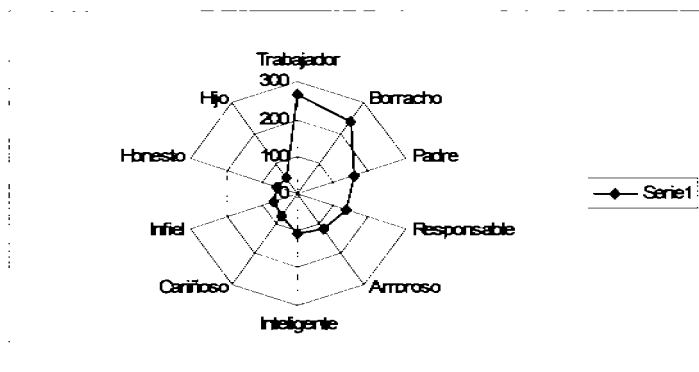 Trabajador
300
Hijo
Borracho
200
Honesto
100
Padre
0
Serie1
Infiel
Responsable
Cariñoso
Amoroso
Inteligente